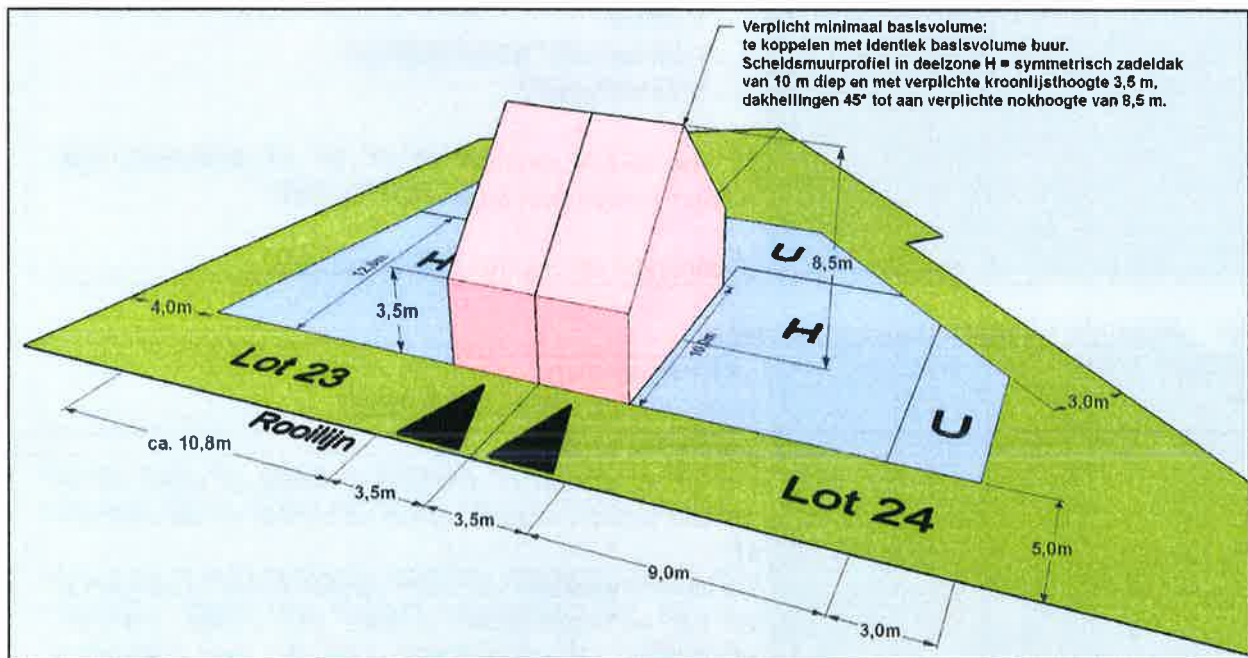 Verplicht minimaal basisvolume:
te koppelen met identiek basisvolume buur.
Scheidsmuurprofiel in deelzone H = symmetrisch zadeldak
van 10 m diep en met verplichte kroonlijsthoogte 3,5 m,
dakhellingen 45° tot aan verplichte nokhoogte van 8,5 m.
U
8,5m
H
12,0m
4,0m
3,5m
H
10,0m
Lot 23
3,0m
U
Rooilijn
ca. 10,8m
3,5m
Lot 24
3,5m
5,0m
9,0m
3,0m